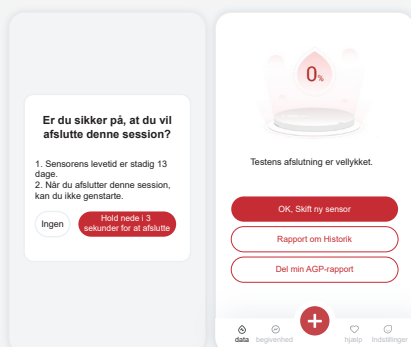 Er du sikker på, at du vil
afslutte denne session?
1. Sensorens levetid er stadig 13
dage.
2. Når du afslutter denne session,
kan du ikke genstarte.
Ingen
Hold nede i 3
sekunder for at afslutte
0%
Testens afslutning er vellykket.
OK, Skift ny sensor
Rapport om Historik
Del min AGP-rapport
data begivenhed hjælp Indstillinger